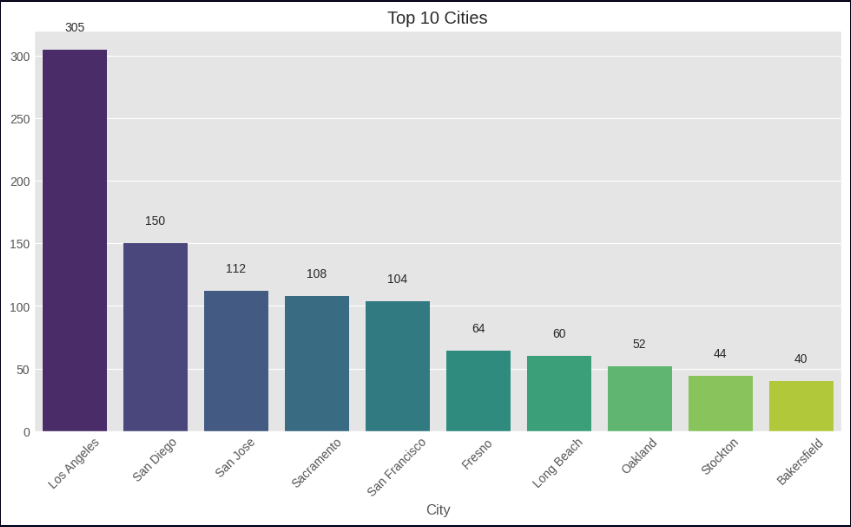 Top 10 Cities
305
300
250
200
150
100
50
0
150
112
108
104
64
60
52
44
40
Los Angeles
San Diego
San Jose
Sacramento
San Francisco
Fresno
Long Beach
Oakland
Stockton
Bakersfield
City